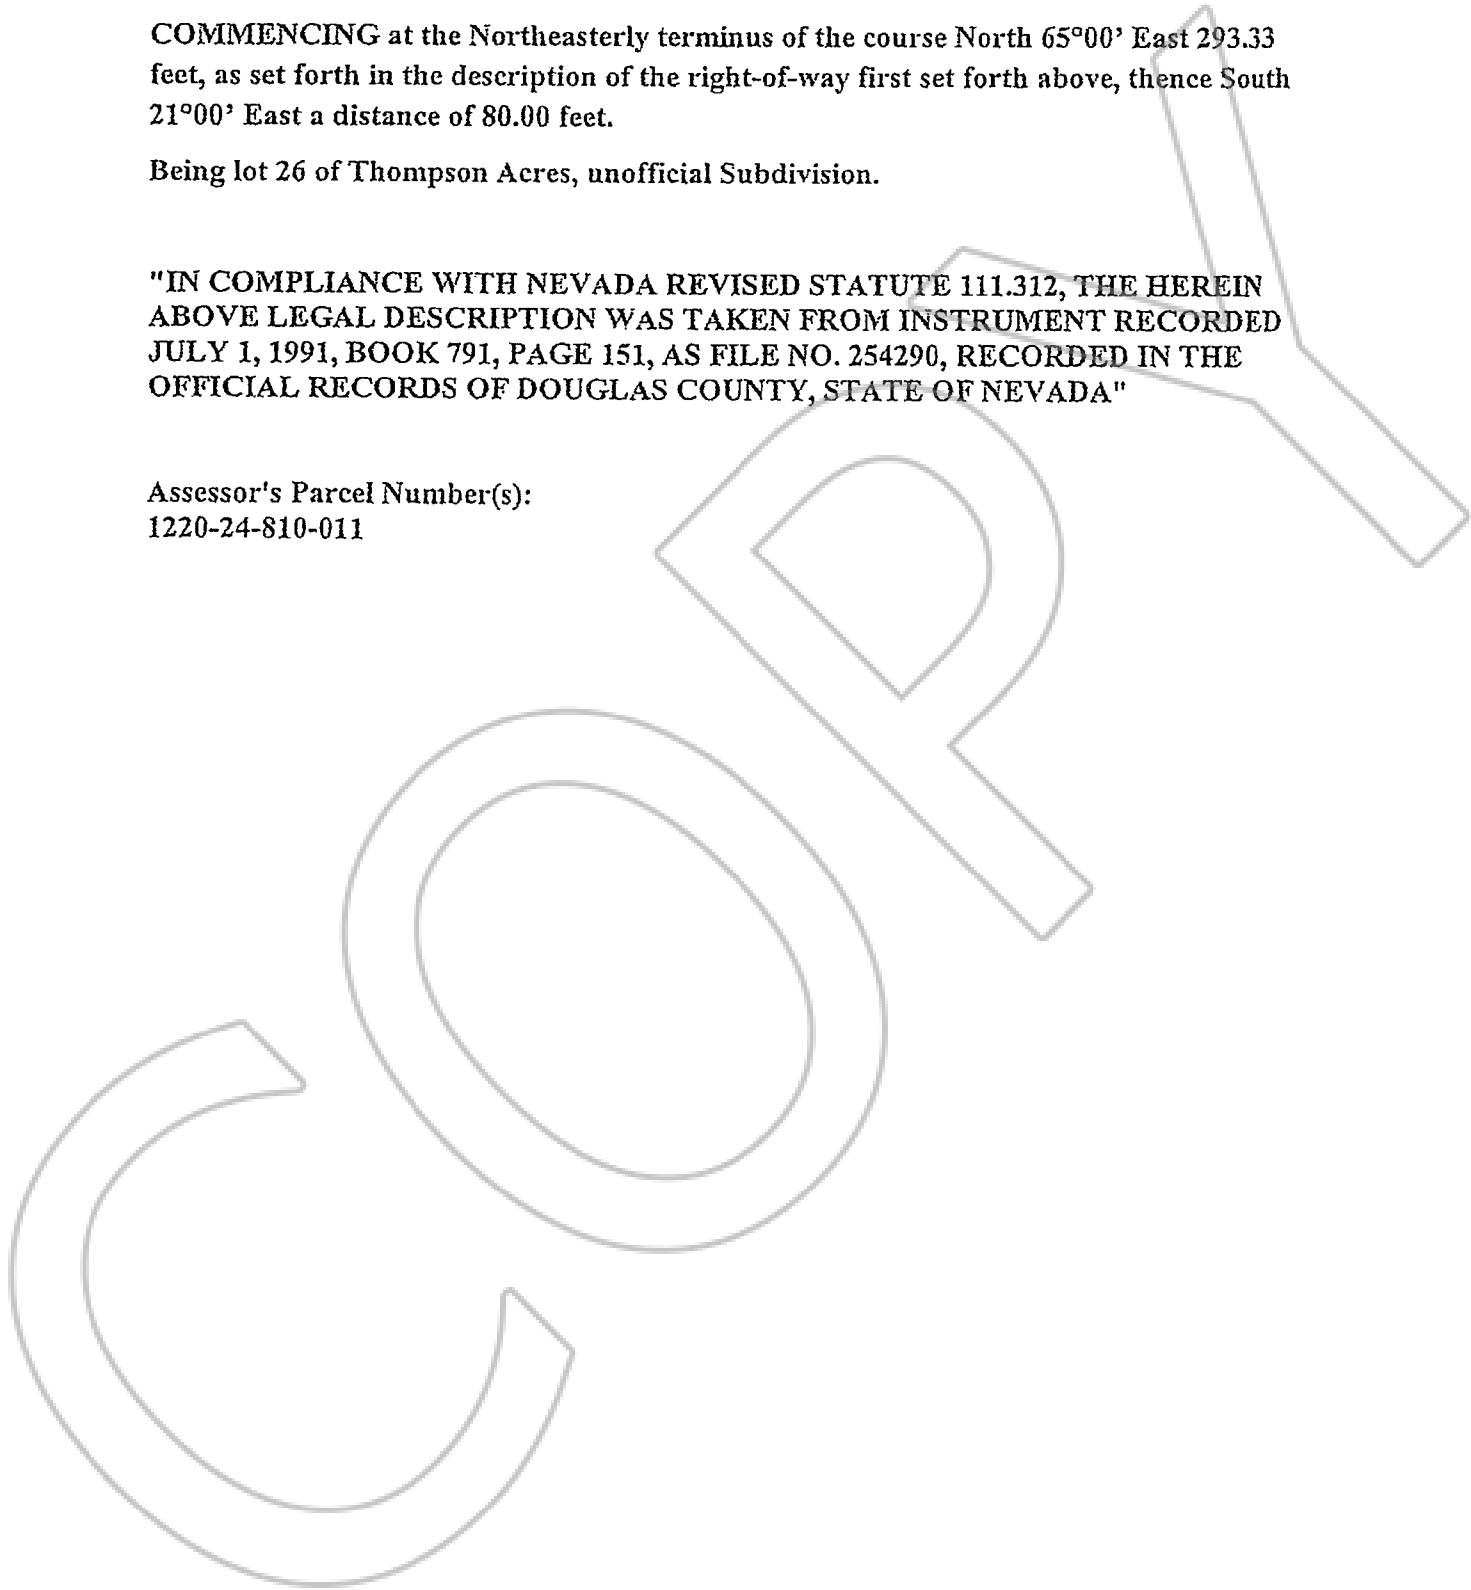 COMMENCING at the Northeasterly terminus of the course North 65°00’ East 293.33
feet, as set forth in the description of the right-of-way first set forth above, thence South
21°00’ East a distance of 80.00 feet.
Being lot 26 of Thompson Acres, unofficial Subdivision.
"IN COMPLIANCE WITH NEVADA REVISED STATUTE 111.312, THE HEREIN
ABOVE LEGAL DESCRIPTION WAS TAKEN FROM INSTRUMENT RECORDED
JULY 1, 1991, BOOK 791, PAGE 151, AS FILE NO. 254290, RECORDED IN THE
OFFICIAL RECORDS OF DOUGLAS COUNTY, STATE OF NEVADA"
Assessor's Parcel Number(s):
1220-24-810-011
COPY